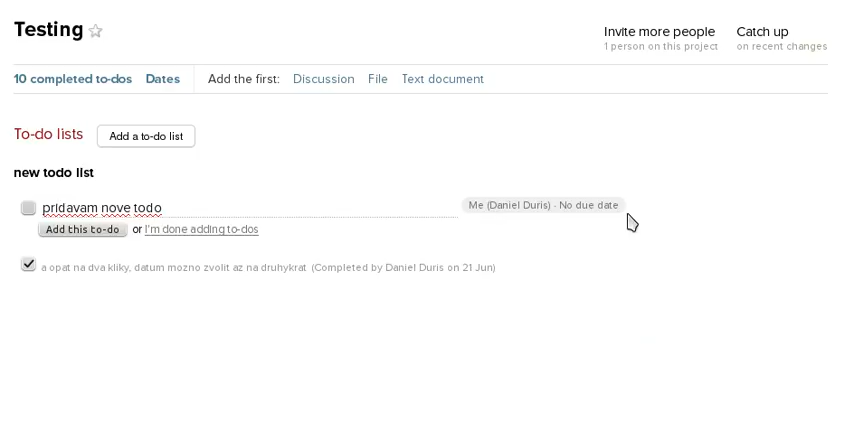 Testing
Invite more people
1 person on this project
Catch up
on recent changes
10 completed to-dos Dates Add the first: Discussion File Text document
To-do lists Add a to-do list
new todo list
pridavam nove todo Me (Daniel Duris) · No due date
Add this to-do or I'm done adding to-dos
a opat na dva kliky, datum mozno zvolit az na druhykrat (Completed by Daniel Duris on 21 Jun)